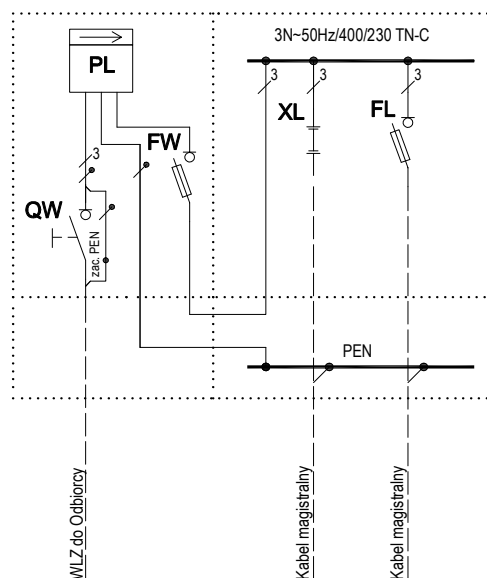 3N~50Hz/400/230 TN-C
PL
3
3
3
XL
FL
FW
3
QW
zac. PEN
PEN
WLZ do Odbiorcy
Kabel magistralny
Kabel magistralny